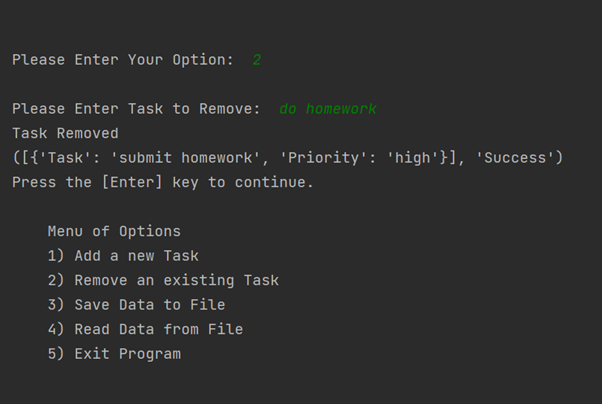 Please Enter Your Option:  2
Please Enter Task to Remove:  do homework
Task Removed
([{'Task': 'submit homework', 'Priority': 'high'}], 'Success')
Press the [Enter] key to continue.
Menu of Options
1) Add a new Task
2) Remove an existing Task
3) Save Data to File
4) Read Data from File
5) Exit Program